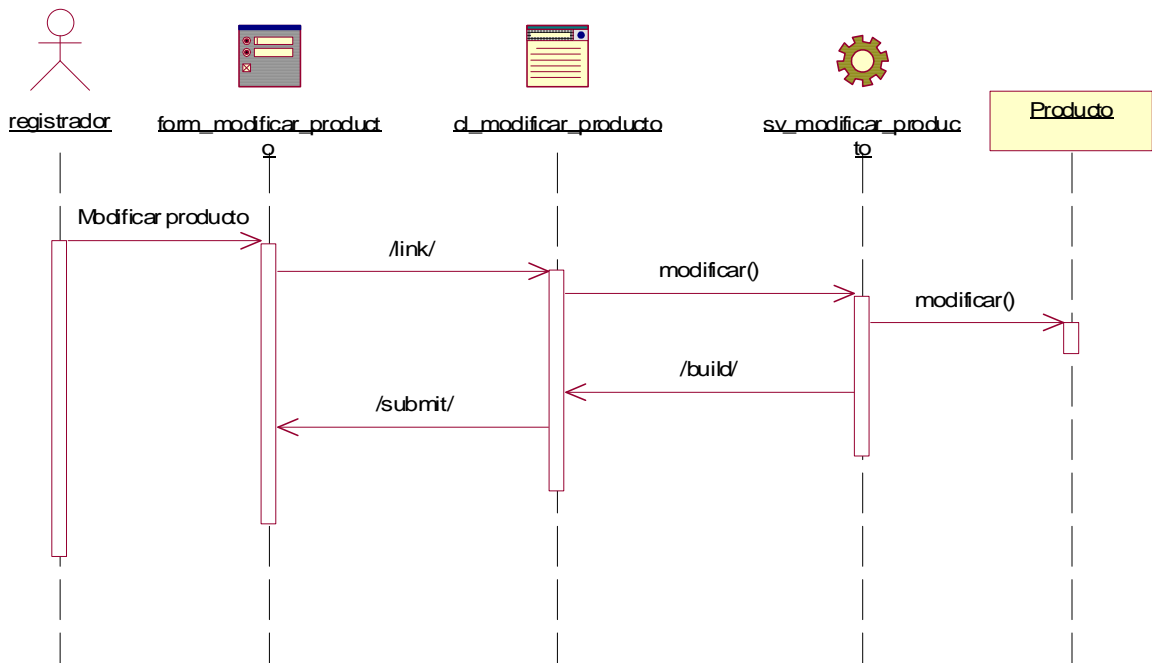 registrador
form_modificar_product
o
cl_modificar_producto
sv_modificar_produc
to
Producto
Modificar producto
/link/
modificar()
modificar()
/build/
/submit/